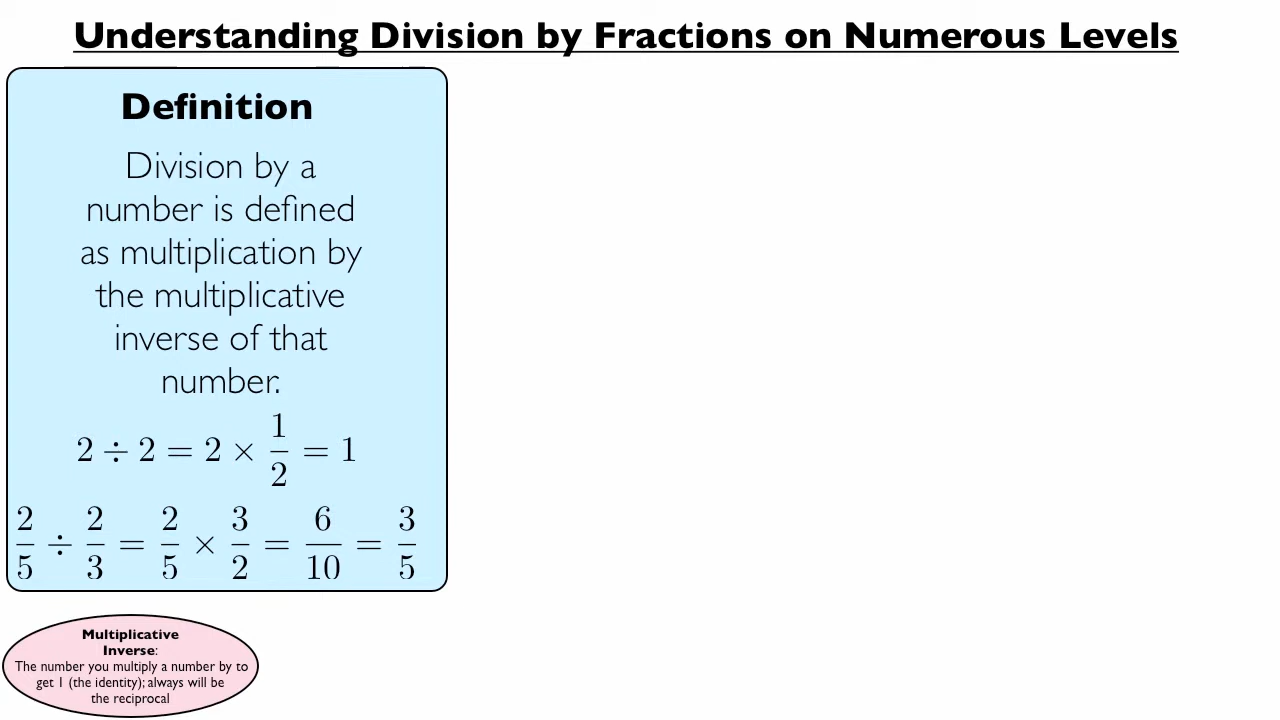 Understanding Division by Fractions on Numerous Levels
Definition
Division by a
number is defined
as multiplication by
the multiplicative
inverse of that
number.
2 ÷ 2 = 2 × 1/2 = 1
2/5 ÷ 2/3 = 2/5 × 3/2 = 6/10 = 3/5
Multiplicative
Inverse:
The number you multiply a number by to
get 1 (the identity); always will be
the reciprocal